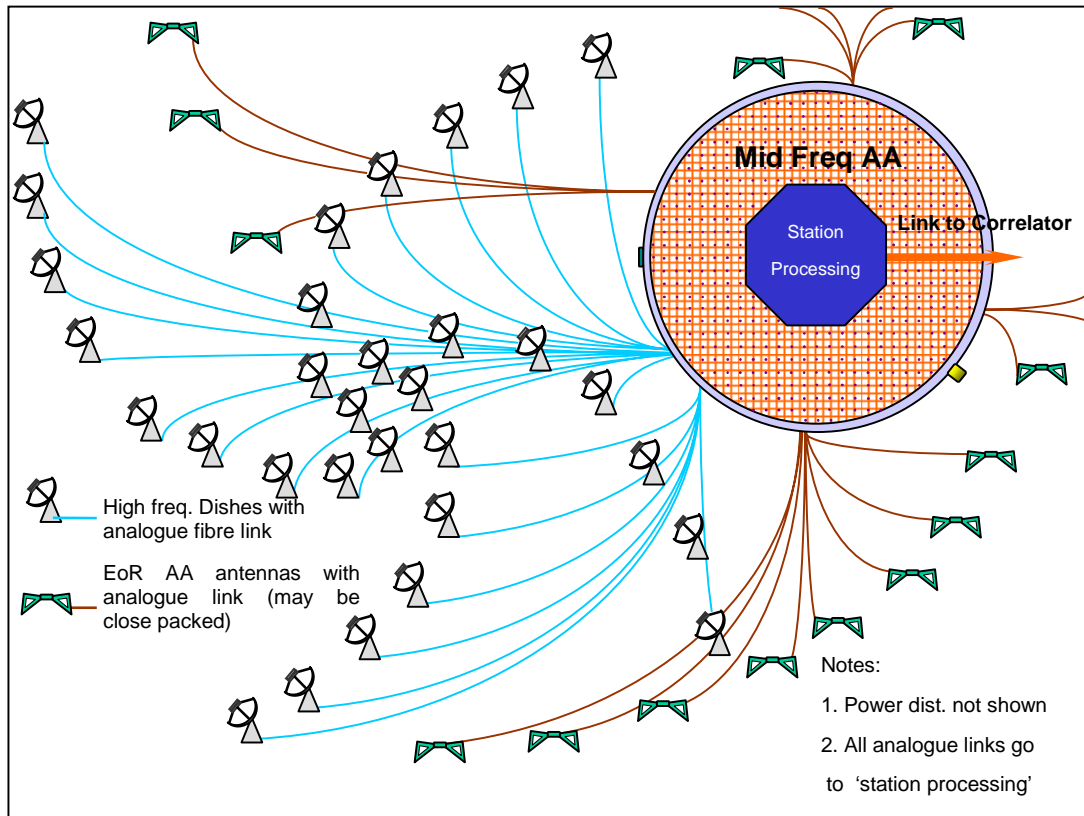 Mid Freq AA
Link to Correlator
Station
Processing
High freq. Dishes with
analogue fibre link
EoR AA antennas with
analogue link (may be
close packed)
Notes:
1. Power dist. not shown
2. All analogue links go
to ‘station processing’